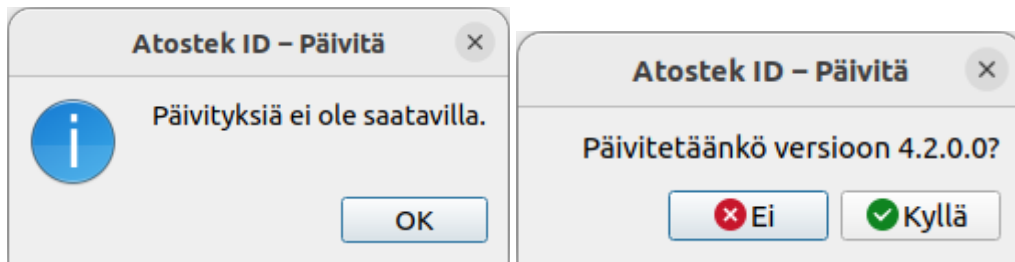 Atostek ID – Päivitä
Päivityksiä ei ole saatavilla.
OK
Atostek ID – Päivitä
Päivitetäänkö versioon 4.2.0.0?
Ei
Kyllä